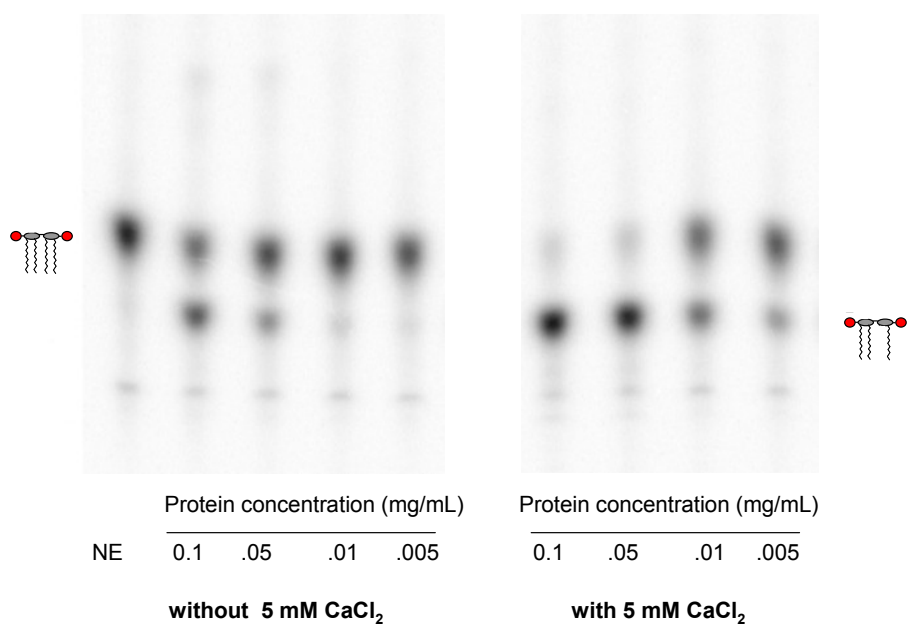 Protein concentration (mg/mL)
NE 0.1 .05 .01 .005
without 5 mM CaCl₂
Protein concentration (mg/mL)
0.1 .05 .01 .005
with 5 mM CaCl₂